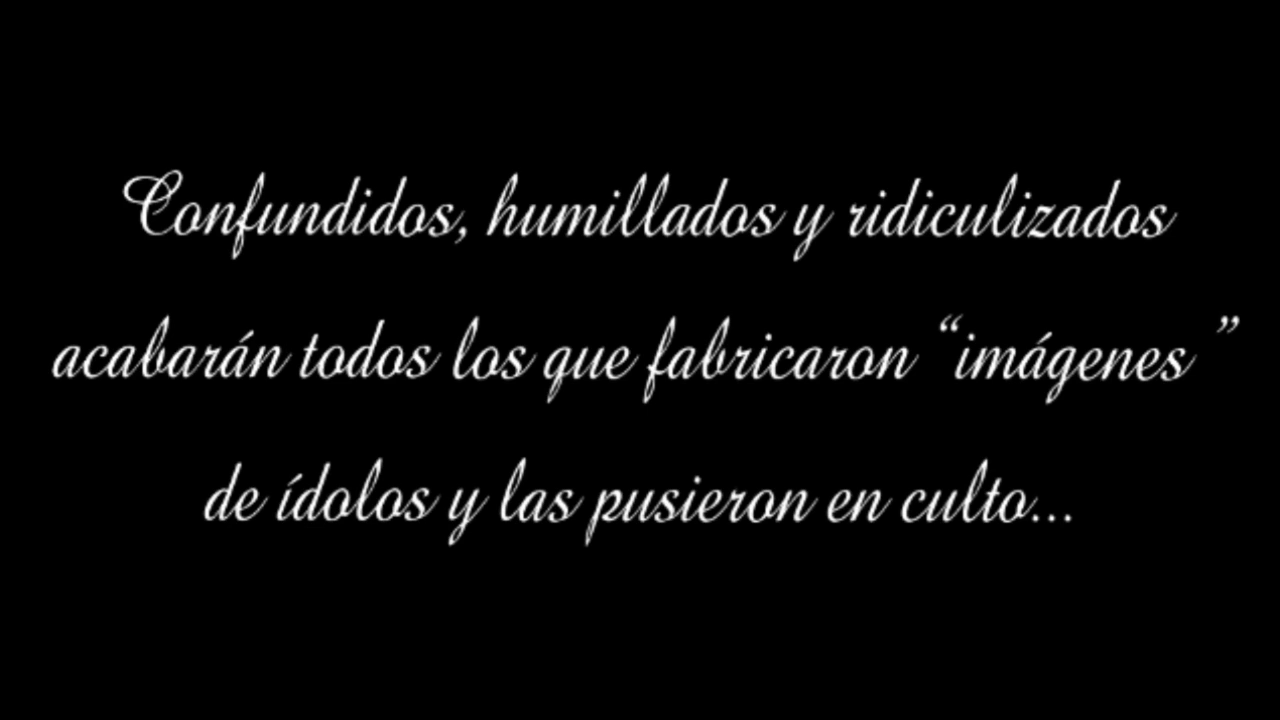 Confundidos, humillados y ridiculizados
acabarán todos los que fabricaron “imágenes ”
de ídolos y las pusieron en culto...